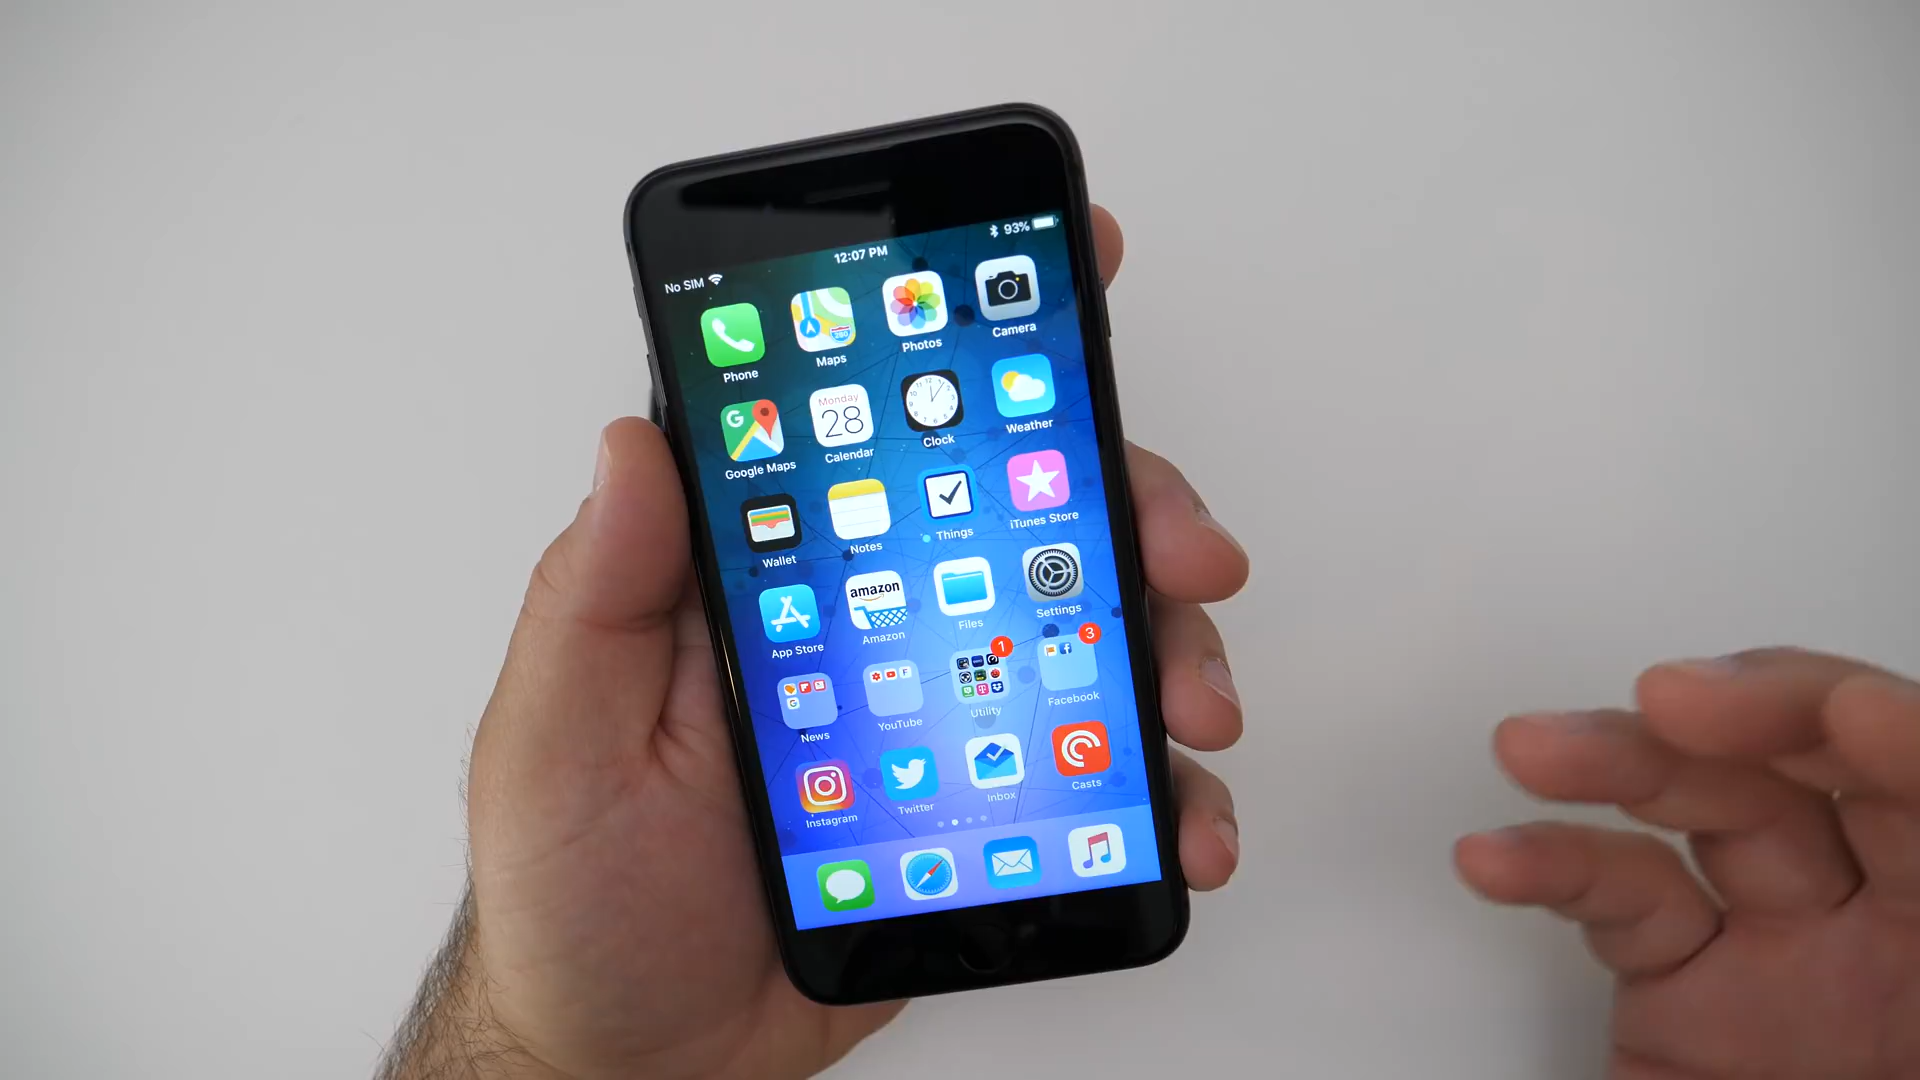 No SIM 12:07 PM 93%
Phone Maps Photos Camera
Monday
28
G
Google Maps Calendar Clock Weather
Wallet Notes Things iTunes Store
amazon
App Store Amazon Files Settings
1 3
News YouTube Utility Facebook
Instagram Twitter Inbox Casts